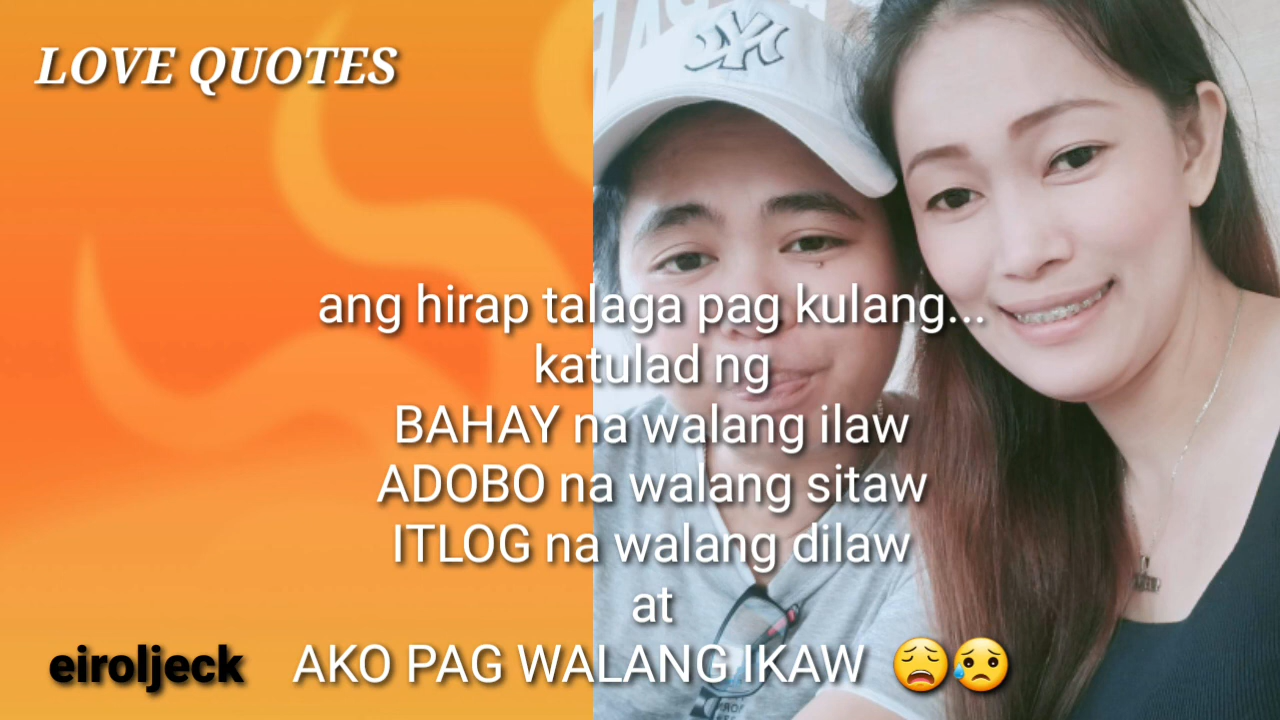 LOVE QUOTES
ang hirap talaga pag kulang...
katulad ng
BAHAY na walang ilaw
ADOBO na walang sitaw
ITLOG na walang dilaw
at
AKO PAG WALANG IKAW 😩😥
eiroljeck
NY